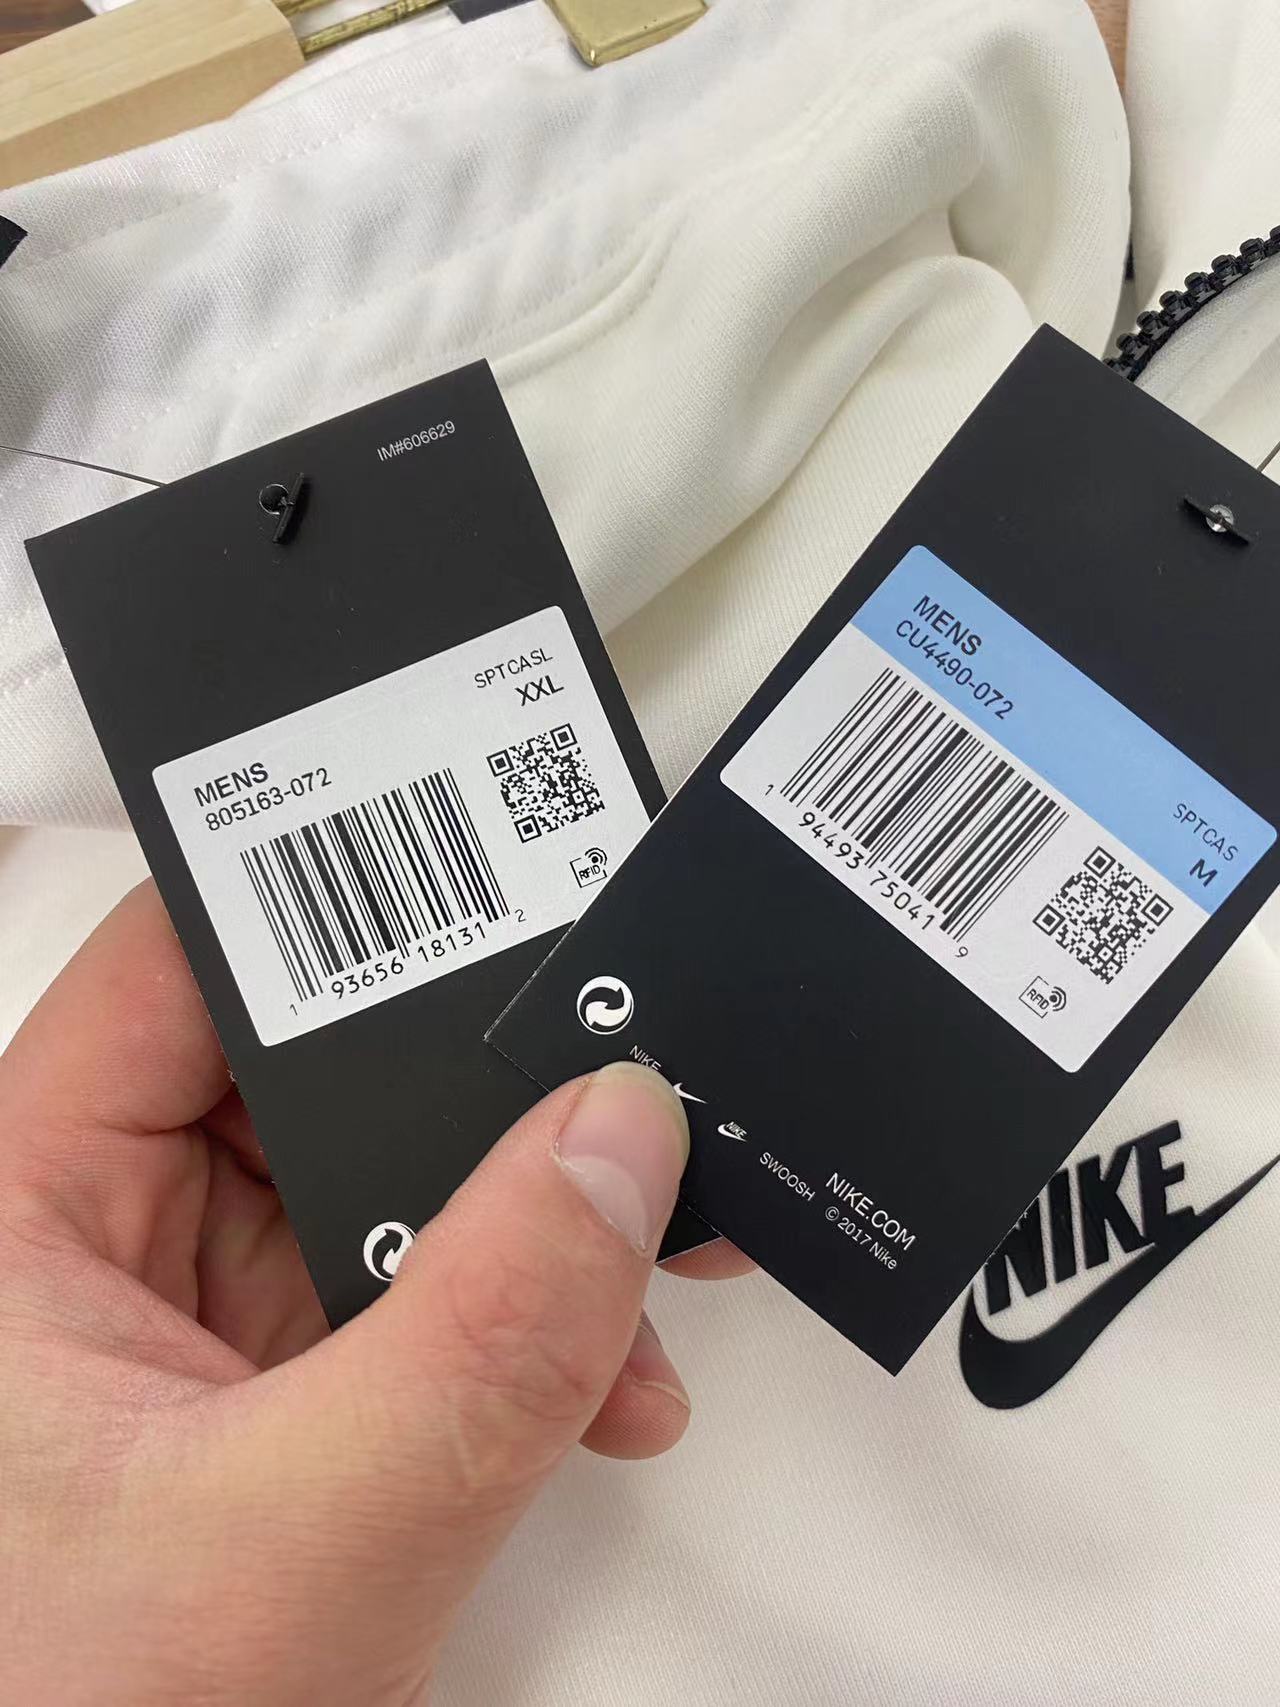 IM#606629
SPTCASL
XXL
MENS
805163-072
RFID
1 93656 18131 2
MENS
CU4490-072
SPTCAS
M
1 94493 75041 9
RFID
NIKE
NIKE
SWOOSH
NIKE.COM
© 2017 Nike
NIKE